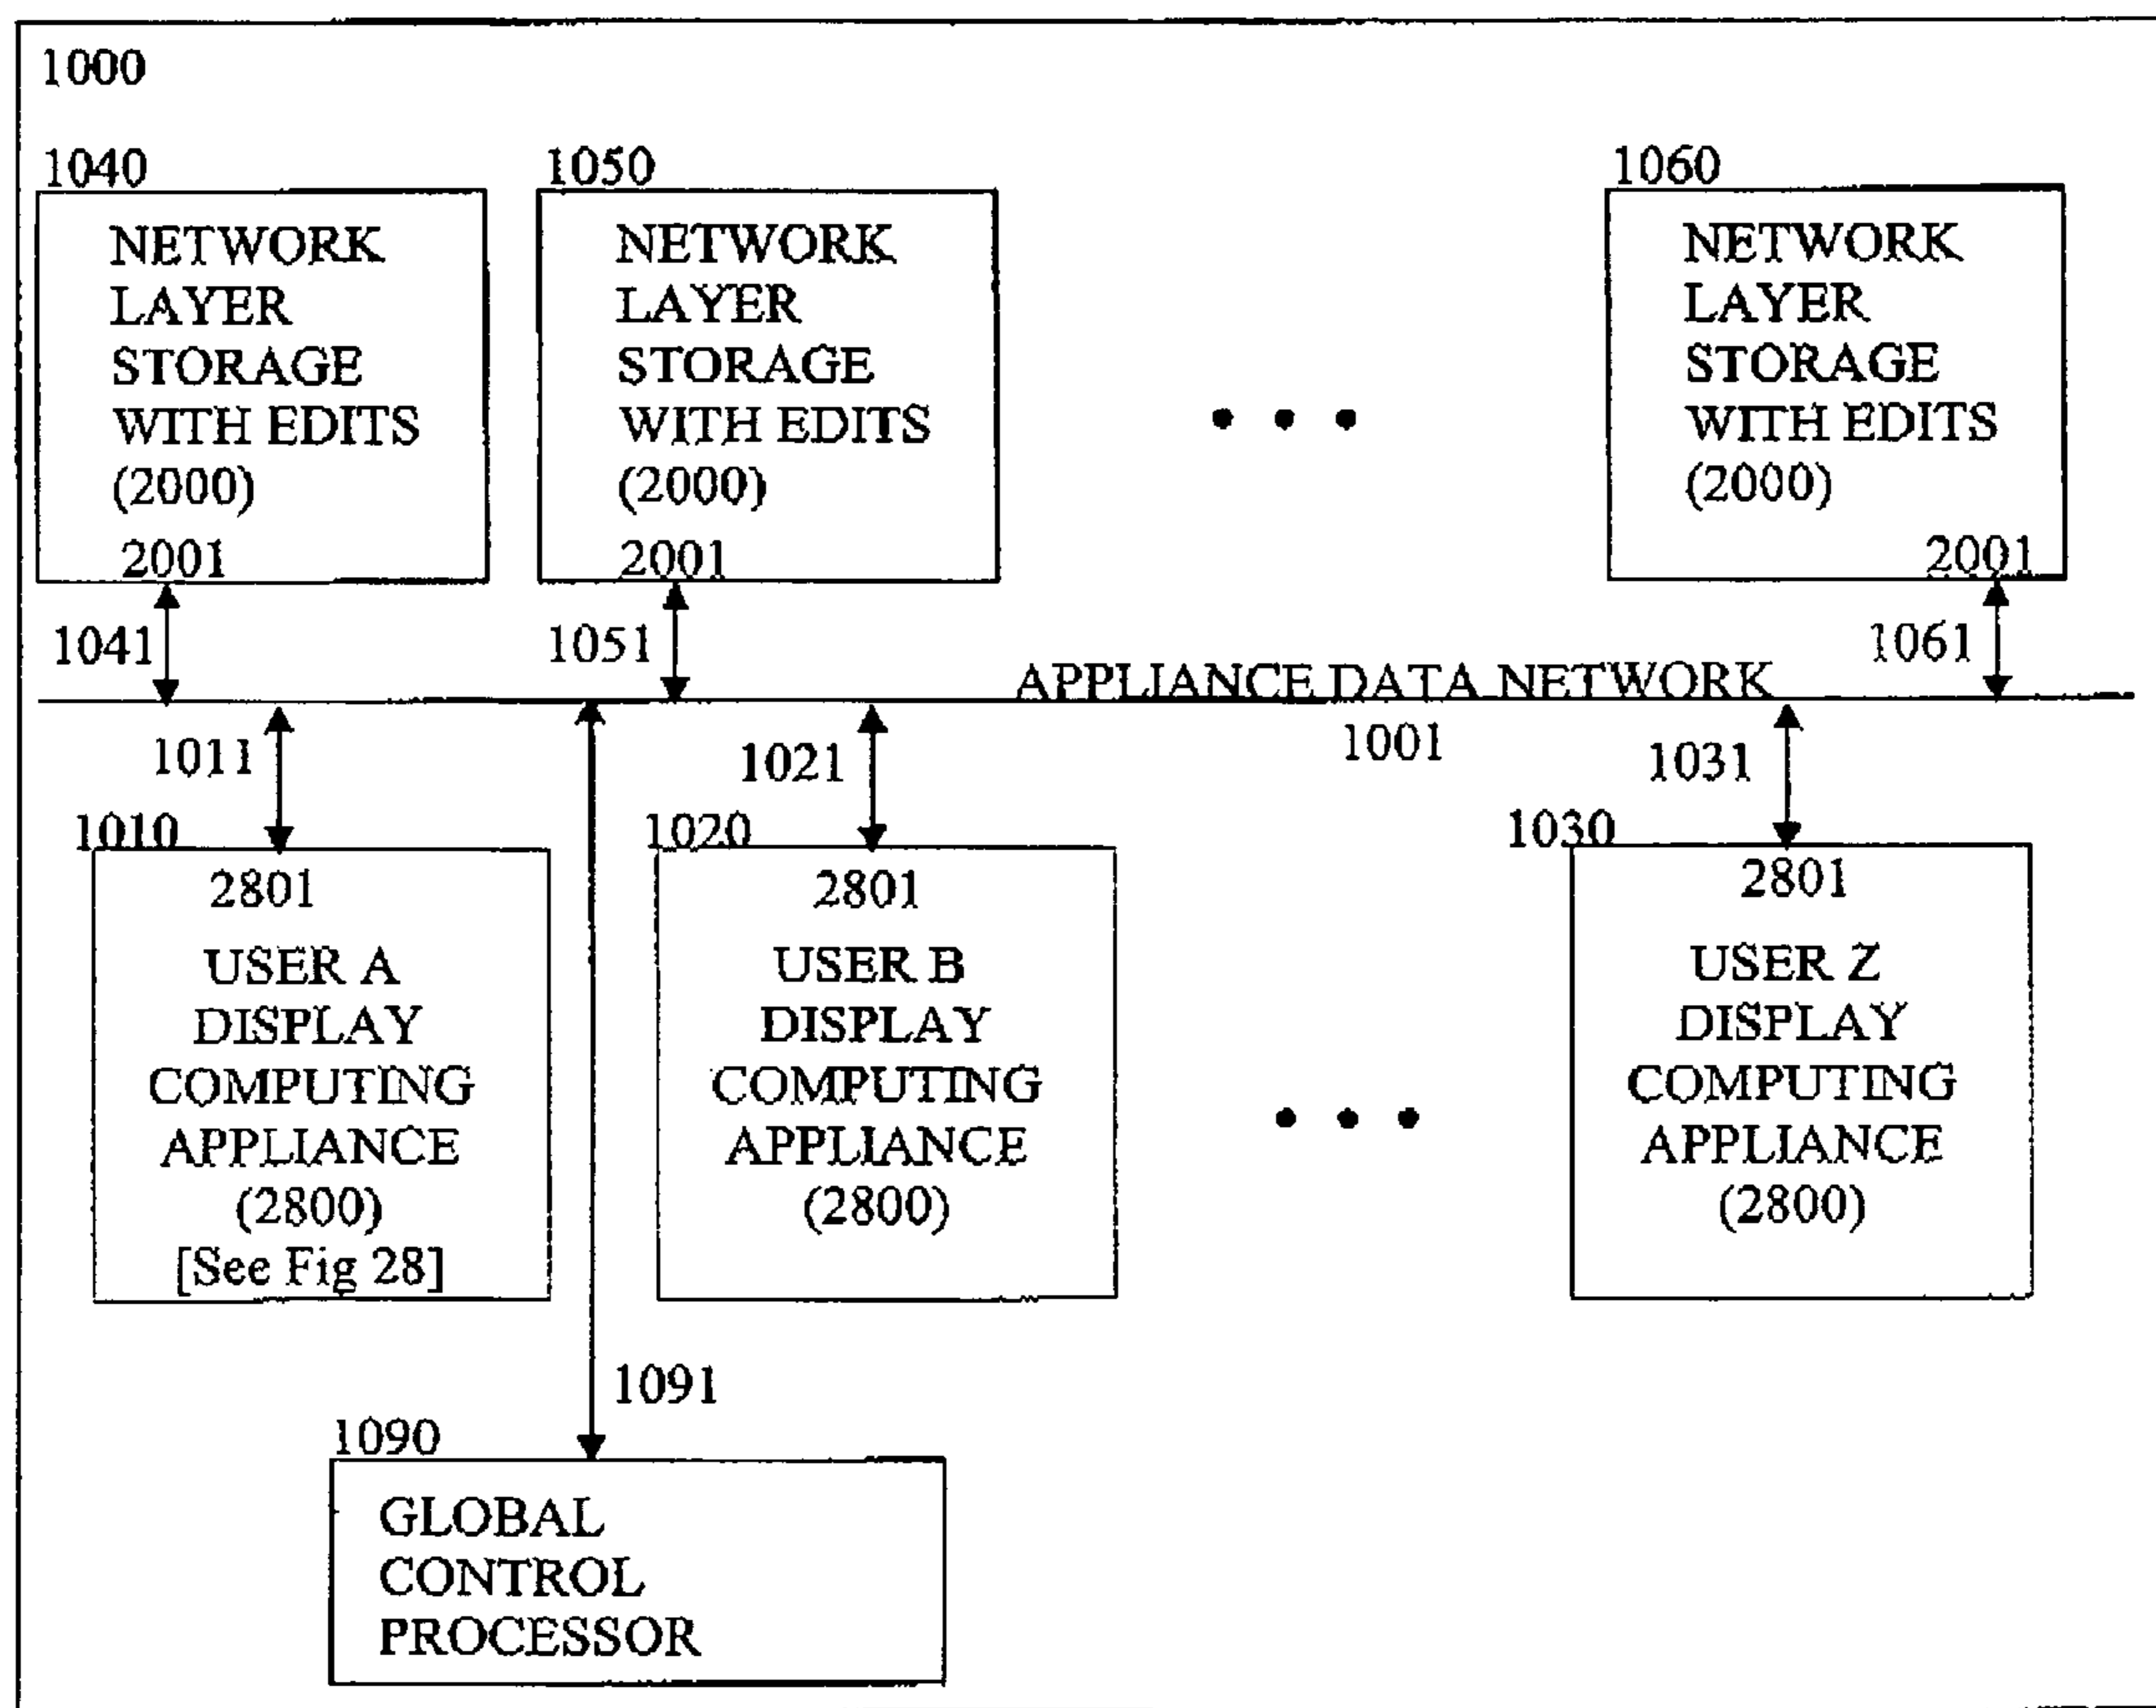 1000
1040
NETWORK
LAYER
STORAGE
WITH EDITS
(2000)
2001
1050
NETWORK
LAYER
STORAGE
WITH EDITS
(2000)
2001
1060
NETWORK
LAYER
STORAGE
WITH EDITS
(2000)
2001
1041
1051
1061
APPLIANCE DATA NETWORK
1001
1011
1021
1031
1010
2801
USER A
DISPLAY
COMPUTING
APPLIANCE
(2800)
[See Fig 28]
1020
2801
USER B
DISPLAY
COMPUTING
APPLIANCE
(2800)
1030
2801
USER Z
DISPLAY
COMPUTING
APPLIANCE
(2800)
1091
1090
GLOBAL
CONTROL
PROCESSOR